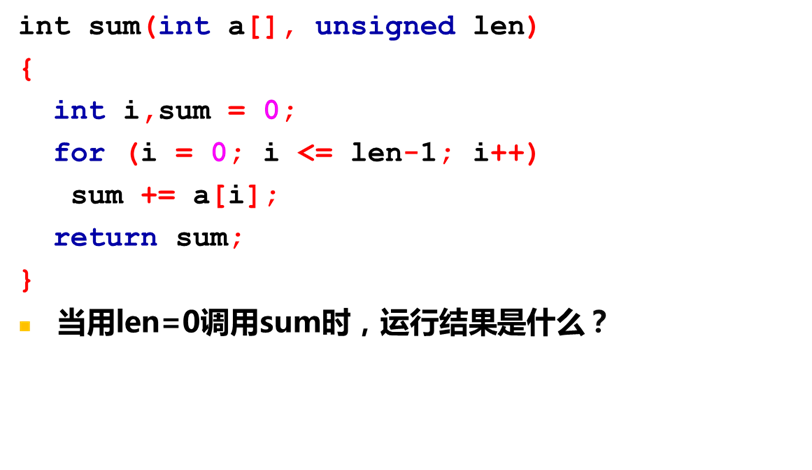 int sum(int a[], unsigned len)
{
int i,sum = 0;
for (i = 0; i <= len-1; i++)
sum += a[i];
return sum;
}
当用len=0调用sum时，运行结果是什么？